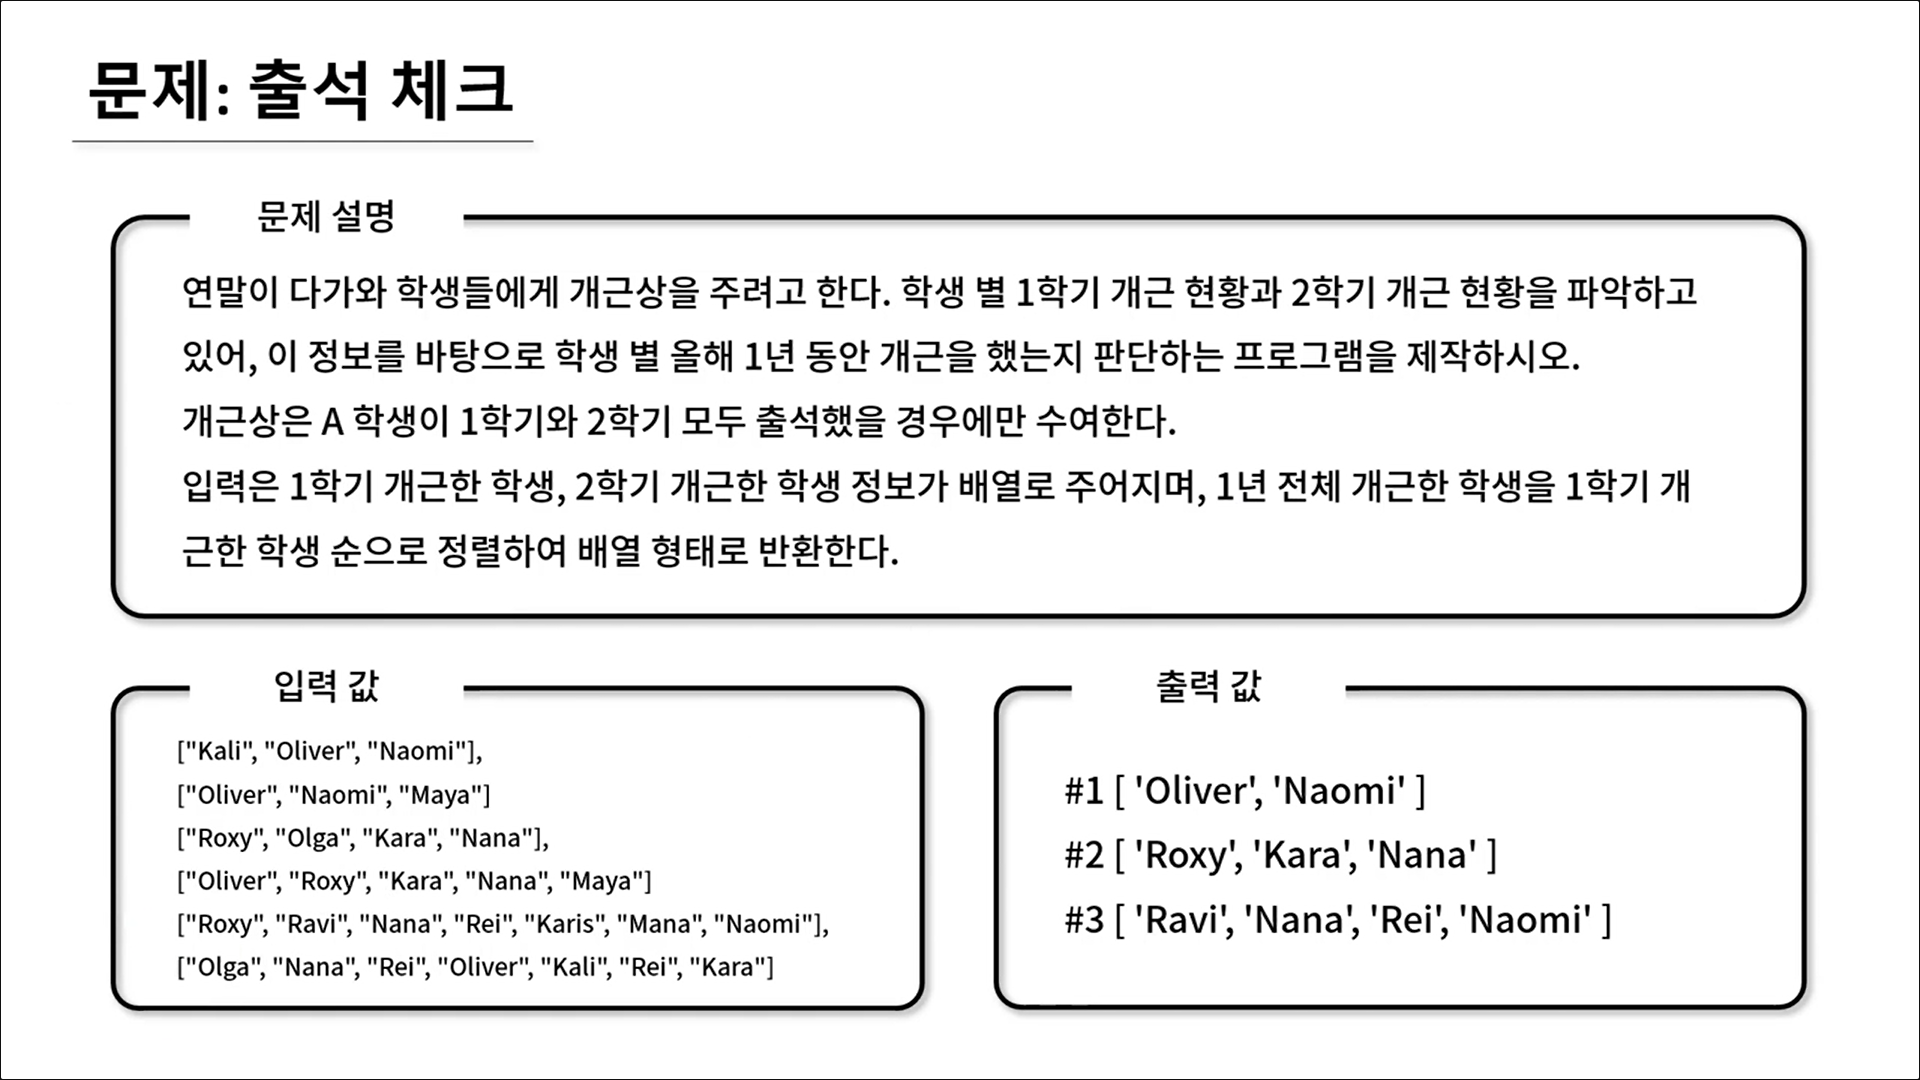 문제: 출석 체크
문제 설명
연말이 다가와 학생들에게 개근상을 주려고 한다. 학생 별 1학기 개근 현황과 2학기 개근 현황을 파악하고
있어, 이 정보를 바탕으로 학생 별 올해 1년 동안 개근을 했는지 판단하는 프로그램을 제작하시오.
개근상은 A 학생이 1학기와 2학기 모두 출석했을 경우에만 수여한다.
입력은 1학기 개근한 학생, 2학기 개근한 학생 정보가 배열로 주어지며, 1년 전체 개근한 학생을 1학기 개
근한 학생 순으로 정렬하여 배열 형태로 반환한다.
입력 값
["Kali", "Oliver", "Naomi"],
["Oliver", "Naomi", "Maya"]
["Roxy", "Olga", "Kara", "Nana"],
["Oliver", "Roxy", "Kara", "Nana", "Maya"]
["Roxy", "Ravi", "Nana", "Rei", "Karis", "Mana", "Naomi"],
["Olga", "Nana", "Rei", "Oliver", "Kali", "Rei", "Kara"]
출력 값
#1 [ 'Oliver', 'Naomi' ]
#2 [ 'Roxy', 'Kara', 'Nana' ]
#3 [ 'Ravi', 'Nana', 'Rei', 'Naomi' ]